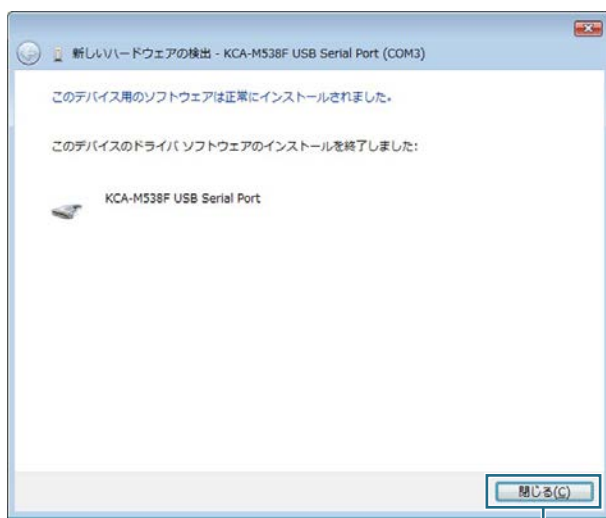 新しいハードウェアの検出 - KCA-M538F USB Serial Port (COM3)
このデバイス用のソフトウェアは正常にインストールされました。
このデバイスのドライバ ソフトウェアのインストールを終了しました:
KCA-M538F USB Serial Port
閉じる(C)